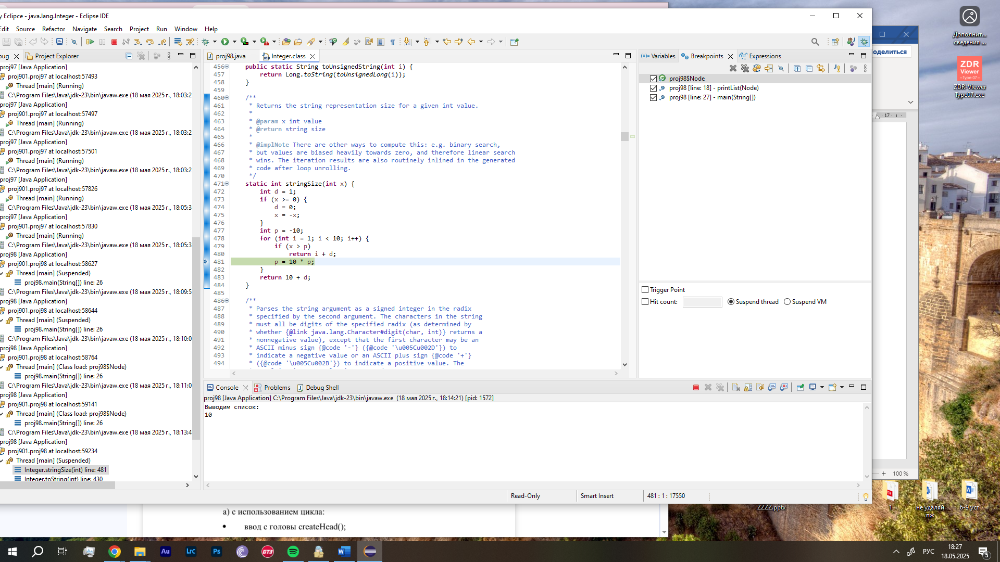 y Eclipce - java.lang.Integer - Eclipse IDE
Edit Source Refactor Navigate Search Project Run Window Help
Project Explorer
proj97 [Java Application]
proj901.proj97 at localhost:57493
Thread [main] (Running)
C:\Program Files\Java\jdk-23\bin\javaw.exe (18 мая 2025 г., 18:03:2
proj97 [Java Application]
proj901.proj97 at localhost:57497
Thread [main] (Running)
C:\Program Files\Java\jdk-23\bin\javaw.exe (18 мая 2025 г., 18:03:2
proj97 [Java Application]
proj901.proj97 at localhost:57501
Thread [main] (Running)
C:\Program Files\Java\jdk-23\bin\javaw.exe (18 мая 2025 г., 18:03:2
proj97 [Java Application]
proj901.proj97 at localhost:57826
Thread [main] (Running)
C:\Program Files\Java\jdk-23\bin\javaw.exe (18 мая 2025 г., 18:05:3
proj97 [Java Application]
proj901.proj97 at localhost:57830
Thread [main] (Running)
C:\Program Files\Java\jdk-23\bin\javaw.exe (18 мая 2025 г., 18:05:3
proj98 [Java Application]
proj901.proj98 at localhost:58627
Thread [main] (Suspended)
proj98.main(String[]) line: 26
C:\Program Files\Java\jdk-23\bin\javaw.exe (18 мая 2025 г., 18:09:5
proj98 [Java Application]
proj901.proj98 at localhost:58644
Thread [main] (Suspended)
proj98.main(String[]) line: 26
C:\Program Files\Java\jdk-23\bin\javaw.exe (18 мая 2025 г., 18:10:0
proj98 [Java Application]
proj901.proj98 at localhost:58764
Thread [main] (Class load: proj98$Node)
proj98.main(String[]) line: 26
C:\Program Files\Java\jdk-23\bin\javaw.exe (18 мая 2025 г., 18:11:0
proj98 [Java Application]
proj901.proj98 at localhost:59141
Thread [main] (Class load: proj98$Node)
proj98.main(String[]) line: 26
C:\Program Files\Java\jdk-23\bin\javaw.exe (18 мая 2025 г., 18:13:4
proj98 [Java Application]
proj901.proj98 at localhost:59234
Thread [main] (Suspended)
Integer.stringSize(int) line: 481
Integer.toString(int) line: 430
proj98.java Integer.class
456 public static String toUnsignedString(int i) {
457 return Long.toString(toUnsignedLong(i));
458 }
459
460 /**
461 * Returns the string representation size for a given int value.
462 *
463 * @param x int value
464 * @return string size
465 *
466 * @implNote There are other ways to compute this: e.g. binary search,
467 * but values are biased heavily towards zero, and therefore linear search
468 * wins. The iteration results are also routinely inlined in the generated
469 * code after loop unrolling.
470 */
471 static int stringSize(int x) {
472 int d = 1;
473 if (x >= 0) {
474 d = 0;
475 x = -x;
476 }
477 int p = -10;
478 for (int i = 1; i < 10; i++) {
479 if (x > p)
480 return i + d;
481 p = 10 * p;
482 }
483 return 10 + d;
484 }
485
486 /**
487 * Parses the string argument as a signed integer in the radix
488 * specified by the second argument. The characters in the string
489 * must all be digits of the specified radix (as determined by
490 * whether {@link java.lang.Character#digit(char, int)} returns a
491 * nonnegative value), except that the first character may be an
492 * ASCII minus sign {@code '-'} ({@code '\u005Cu002D'}) to
493 * indicate a negative value or an ASCII plus sign {@code '+'}
494 * ({@code '\u005Cu002B'}) to indicate a positive value. The
Variables Breakpoints Expressions
proj98$Node
proj98 [line: 18] - printList(Node)
proj98 [line: 27] - main(String[])
Trigger Point
Hit count: Suspend thread Suspend VM
Console Problems Debug Shell
proj98 [Java Application] C:\Program Files\Java\jdk-23\bin\javaw.exe (18 мая 2025 г., 18:14:21) [pid: 1572]
Выводим список:
10
Read-Only Smart Insert 481 : 1 : 17550
а) с использованием цикла:
• ввод с головы createHead();
оделиться
17
100 %
Дополнит...
сведения ...
ZDR
Viewer
~Type 07~
ZDR-Viewer
Type07.exe
ZZZZ.pptx
1
не удаляй
пж
6-9 уст
Au Lrc Ps GT3
РУС
18:27
18.05.2025
5